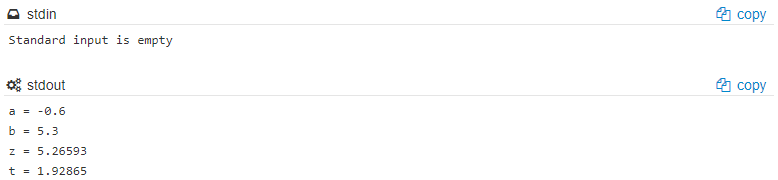 stdin copy
Standard input is empty
stdout copy
a = -0.6
b = 5.3
z = 5.26593
t = 1.92865